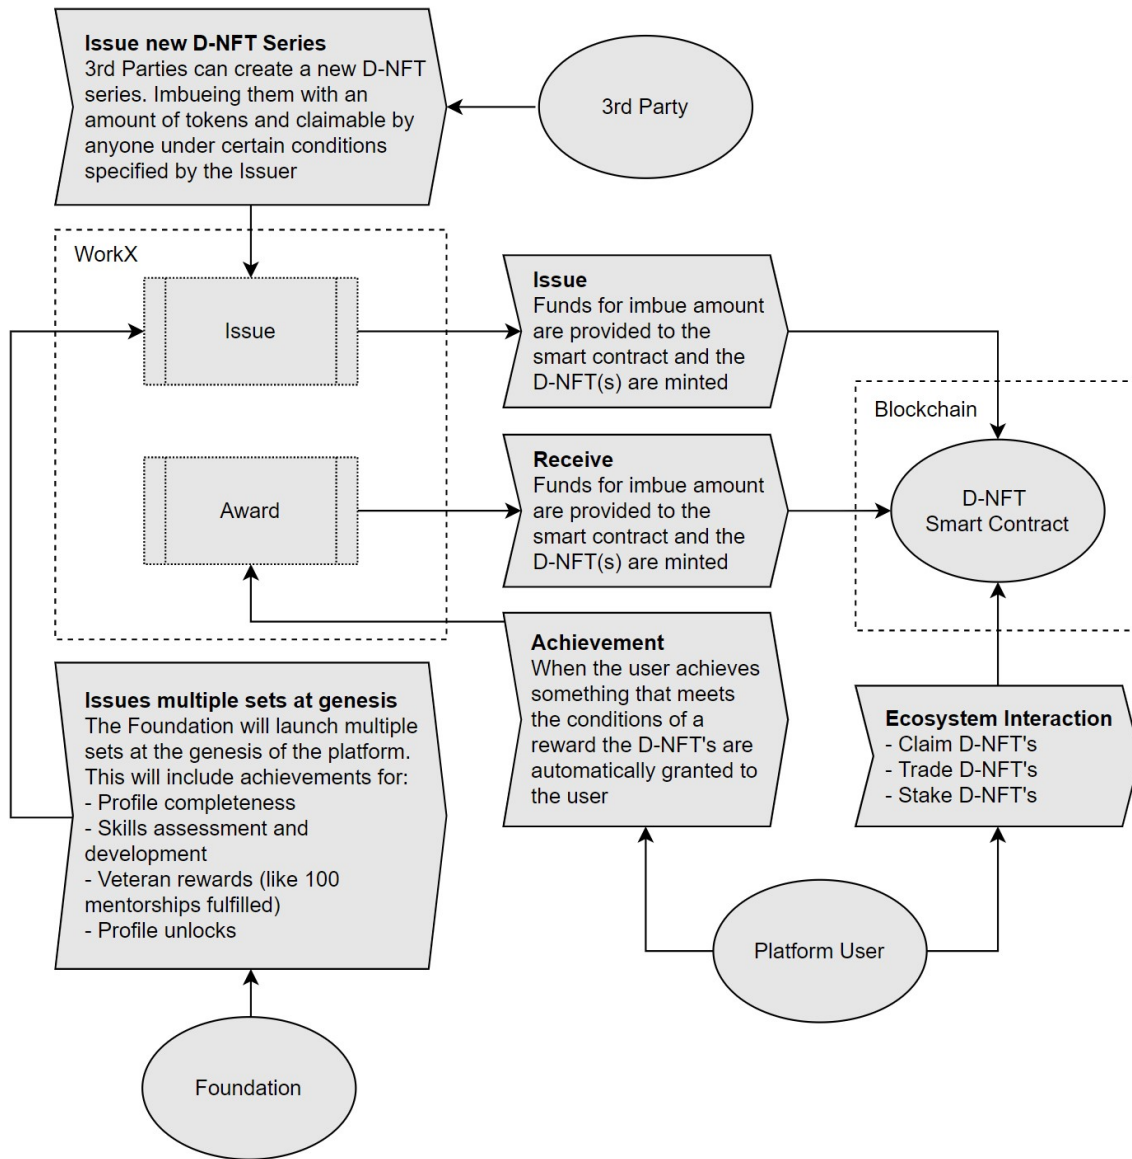 Issue new D-NFT Series
3rd Parties can create a new D-NFT
series. Imbueing them with an
amount of tokens and claimable by
anyone under certain conditions
specified by the Issuer
3rd Party
WorkX
Issue
Issue
Funds for imbue amount
are provided to the
smart contract and the
D-NFT(s) are minted
Blockchain
Award
Receive
Funds for imbue amount
are provided to the
smart contract and the
D-NFT(s) are minted
D-NFT
Smart Contract
Achievement
When the user achieves
something that meets
the conditions of a
reward the D-NFT's are
automatically granted to
the user
Issues multiple sets at genesis
The Foundation will launch multiple
sets at the genesis of the platform.
This will include achievements for:
- Profile completeness
- Skills assessment and
development
- Veteran rewards (like 100
mentorships fulfilled)
- Profile unlocks
Ecosystem Interaction
- Claim D-NFT's
- Trade D-NFT's
- Stake D-NFT's
Platform User
Foundation